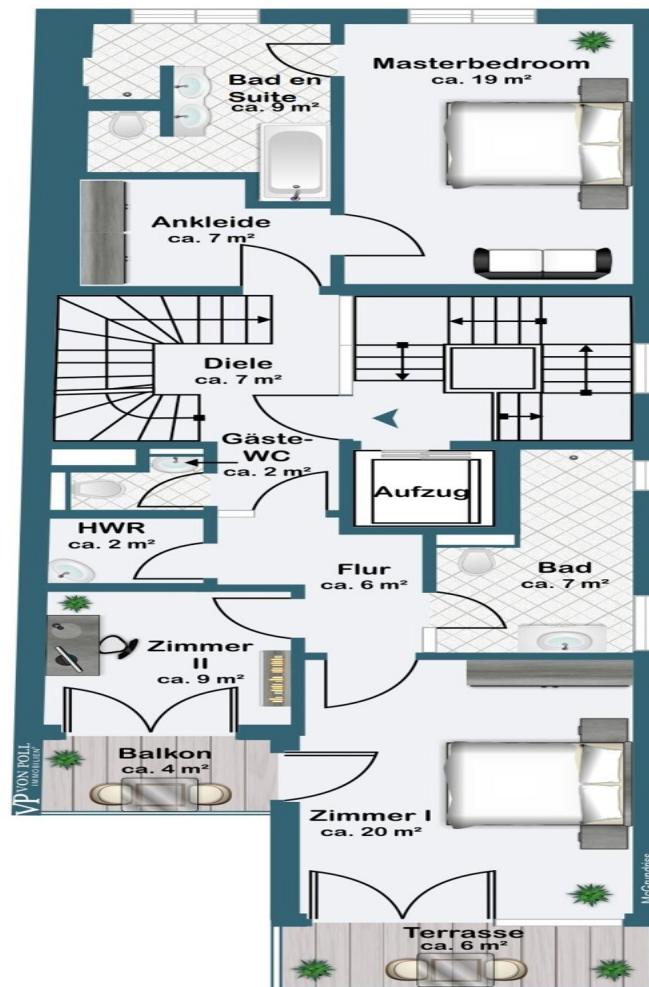 Masterbedroom
ca. 19 m²
Bad en
Suite
ca. 9 m²
Ankleide
ca. 7 m²
Diele
ca. 7 m²
Gäste-
WC
ca. 2 m²
Aufzug
HWR
ca. 2 m²
Flur
ca. 6 m²
Bad
ca. 7 m²
Zimmer
II
ca. 9 m²
Balkon
ca. 4 m²
Zimmer I
ca. 20 m²
Terrasse
ca. 6 m²
VP VON POLL
IMMOBILIEN
McGrundriss